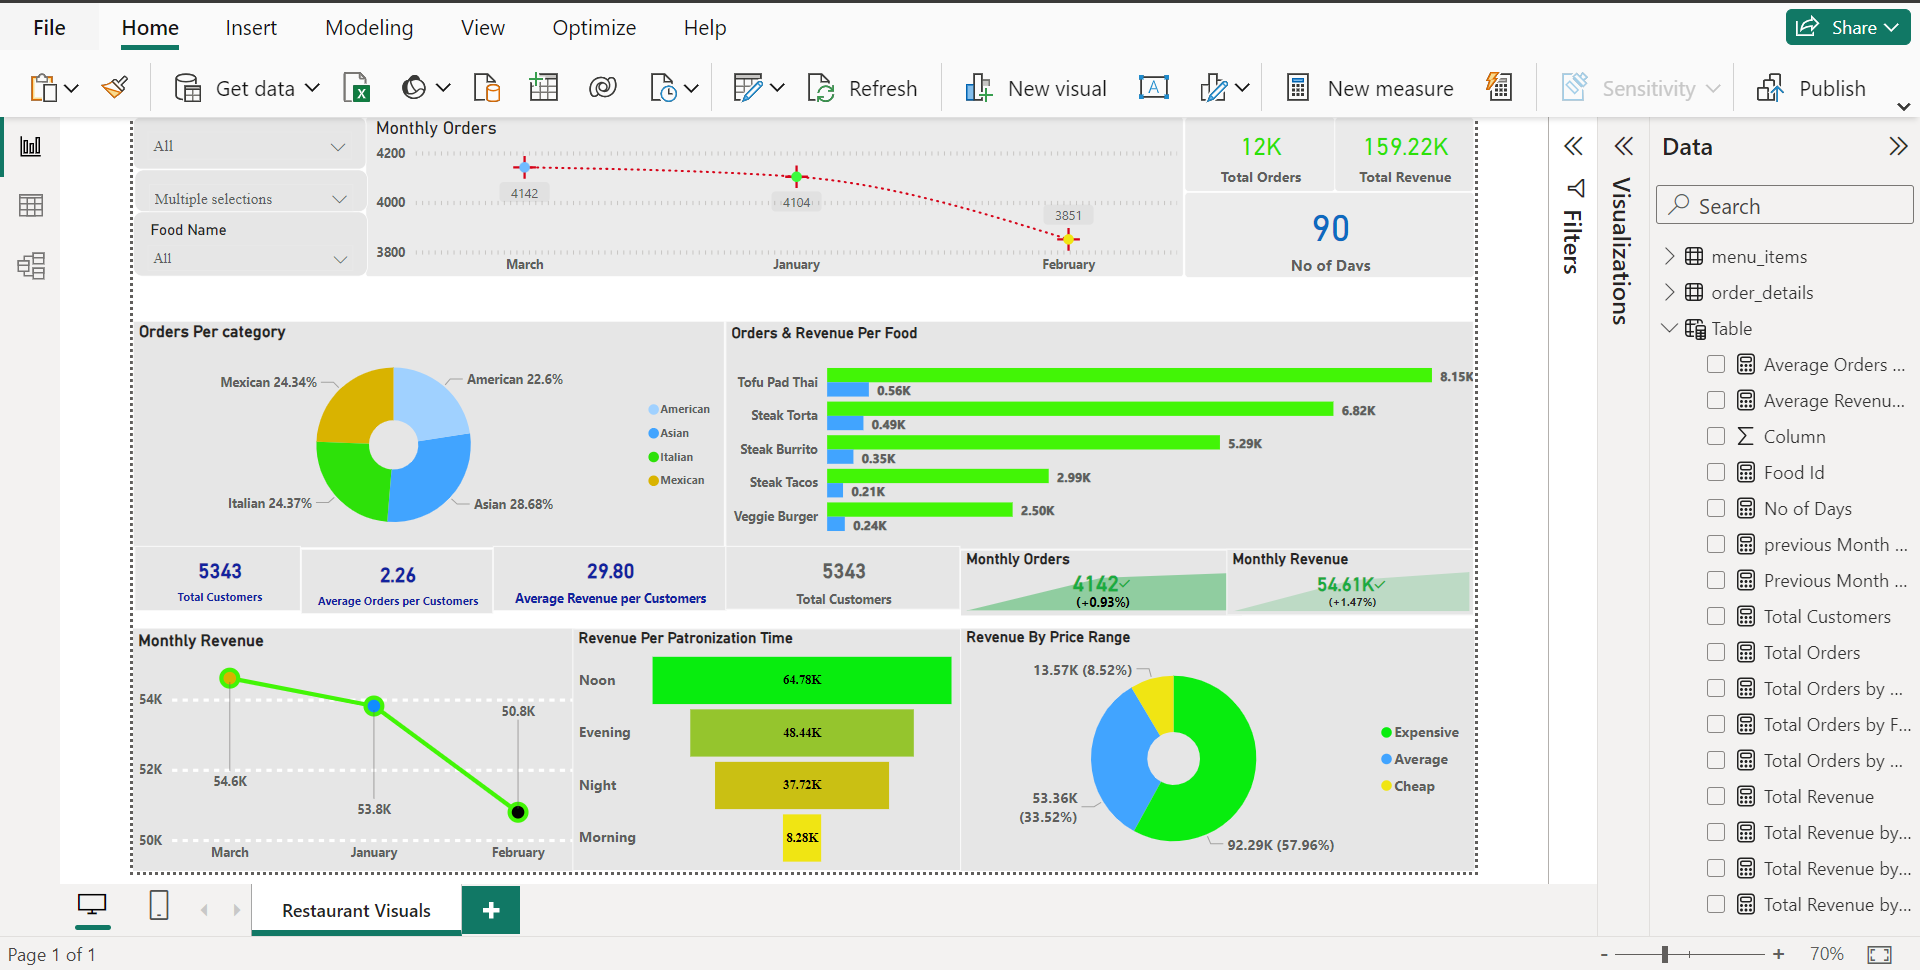 File Home Insert Modeling View Optimize Help Share
Get data Refresh New visual New measure Sensitivity Publish
All
Multiple selections
Food Name
All
Monthly Orders
4200
4000
3800
4142
4104
3851
March January February
12K
Total Orders
159.22K
Total Revenue
90
No of Days
Orders Per category
Mexican 24.34%
American 22.6%
Italian 24.37%
Asian 28.68%
American
Asian
Italian
Mexican
Orders & Revenue Per Food
Tofu Pad Thai 8.15K
0.56K
Steak Torta 6.82K
0.49K
Steak Burrito 5.29K
0.35K
Steak Tacos 2.99K
0.21K
Veggie Burger 2.50K
0.24K
5343
Total Customers
2.26
Average Orders per Customers
29.80
Average Revenue per Customers
5343
Total Customers
Monthly Orders
4142
(+0.93%)
Monthly Revenue
54.61K
(+1.47%)
Monthly Revenue
54K
52K
50K
54.6K
53.8K
50.8K
March January February
Revenue Per Patronization Time
Noon 64.78K
Evening 48.44K
Night 37.72K
Morning 8.28K
Revenue By Price Range
13.57K (8.52%)
53.36K
(33.52%)
92.29K (57.96%)
Expensive
Average
Cheap
Filters
Visualizations
Data
Search
menu_items
order_details
Table
Average Orders ...
Average Revenu...
Column
Food Id
No of Days
previous Month ...
Previous Month ...
Total Customers
Total Orders
Total Orders by ...
Total Orders by F...
Total Orders by ...
Total Revenue
Total Revenue by...
Total Revenue by...
Total Revenue by...
Restaurant Visuals
Page 1 of 1
70%